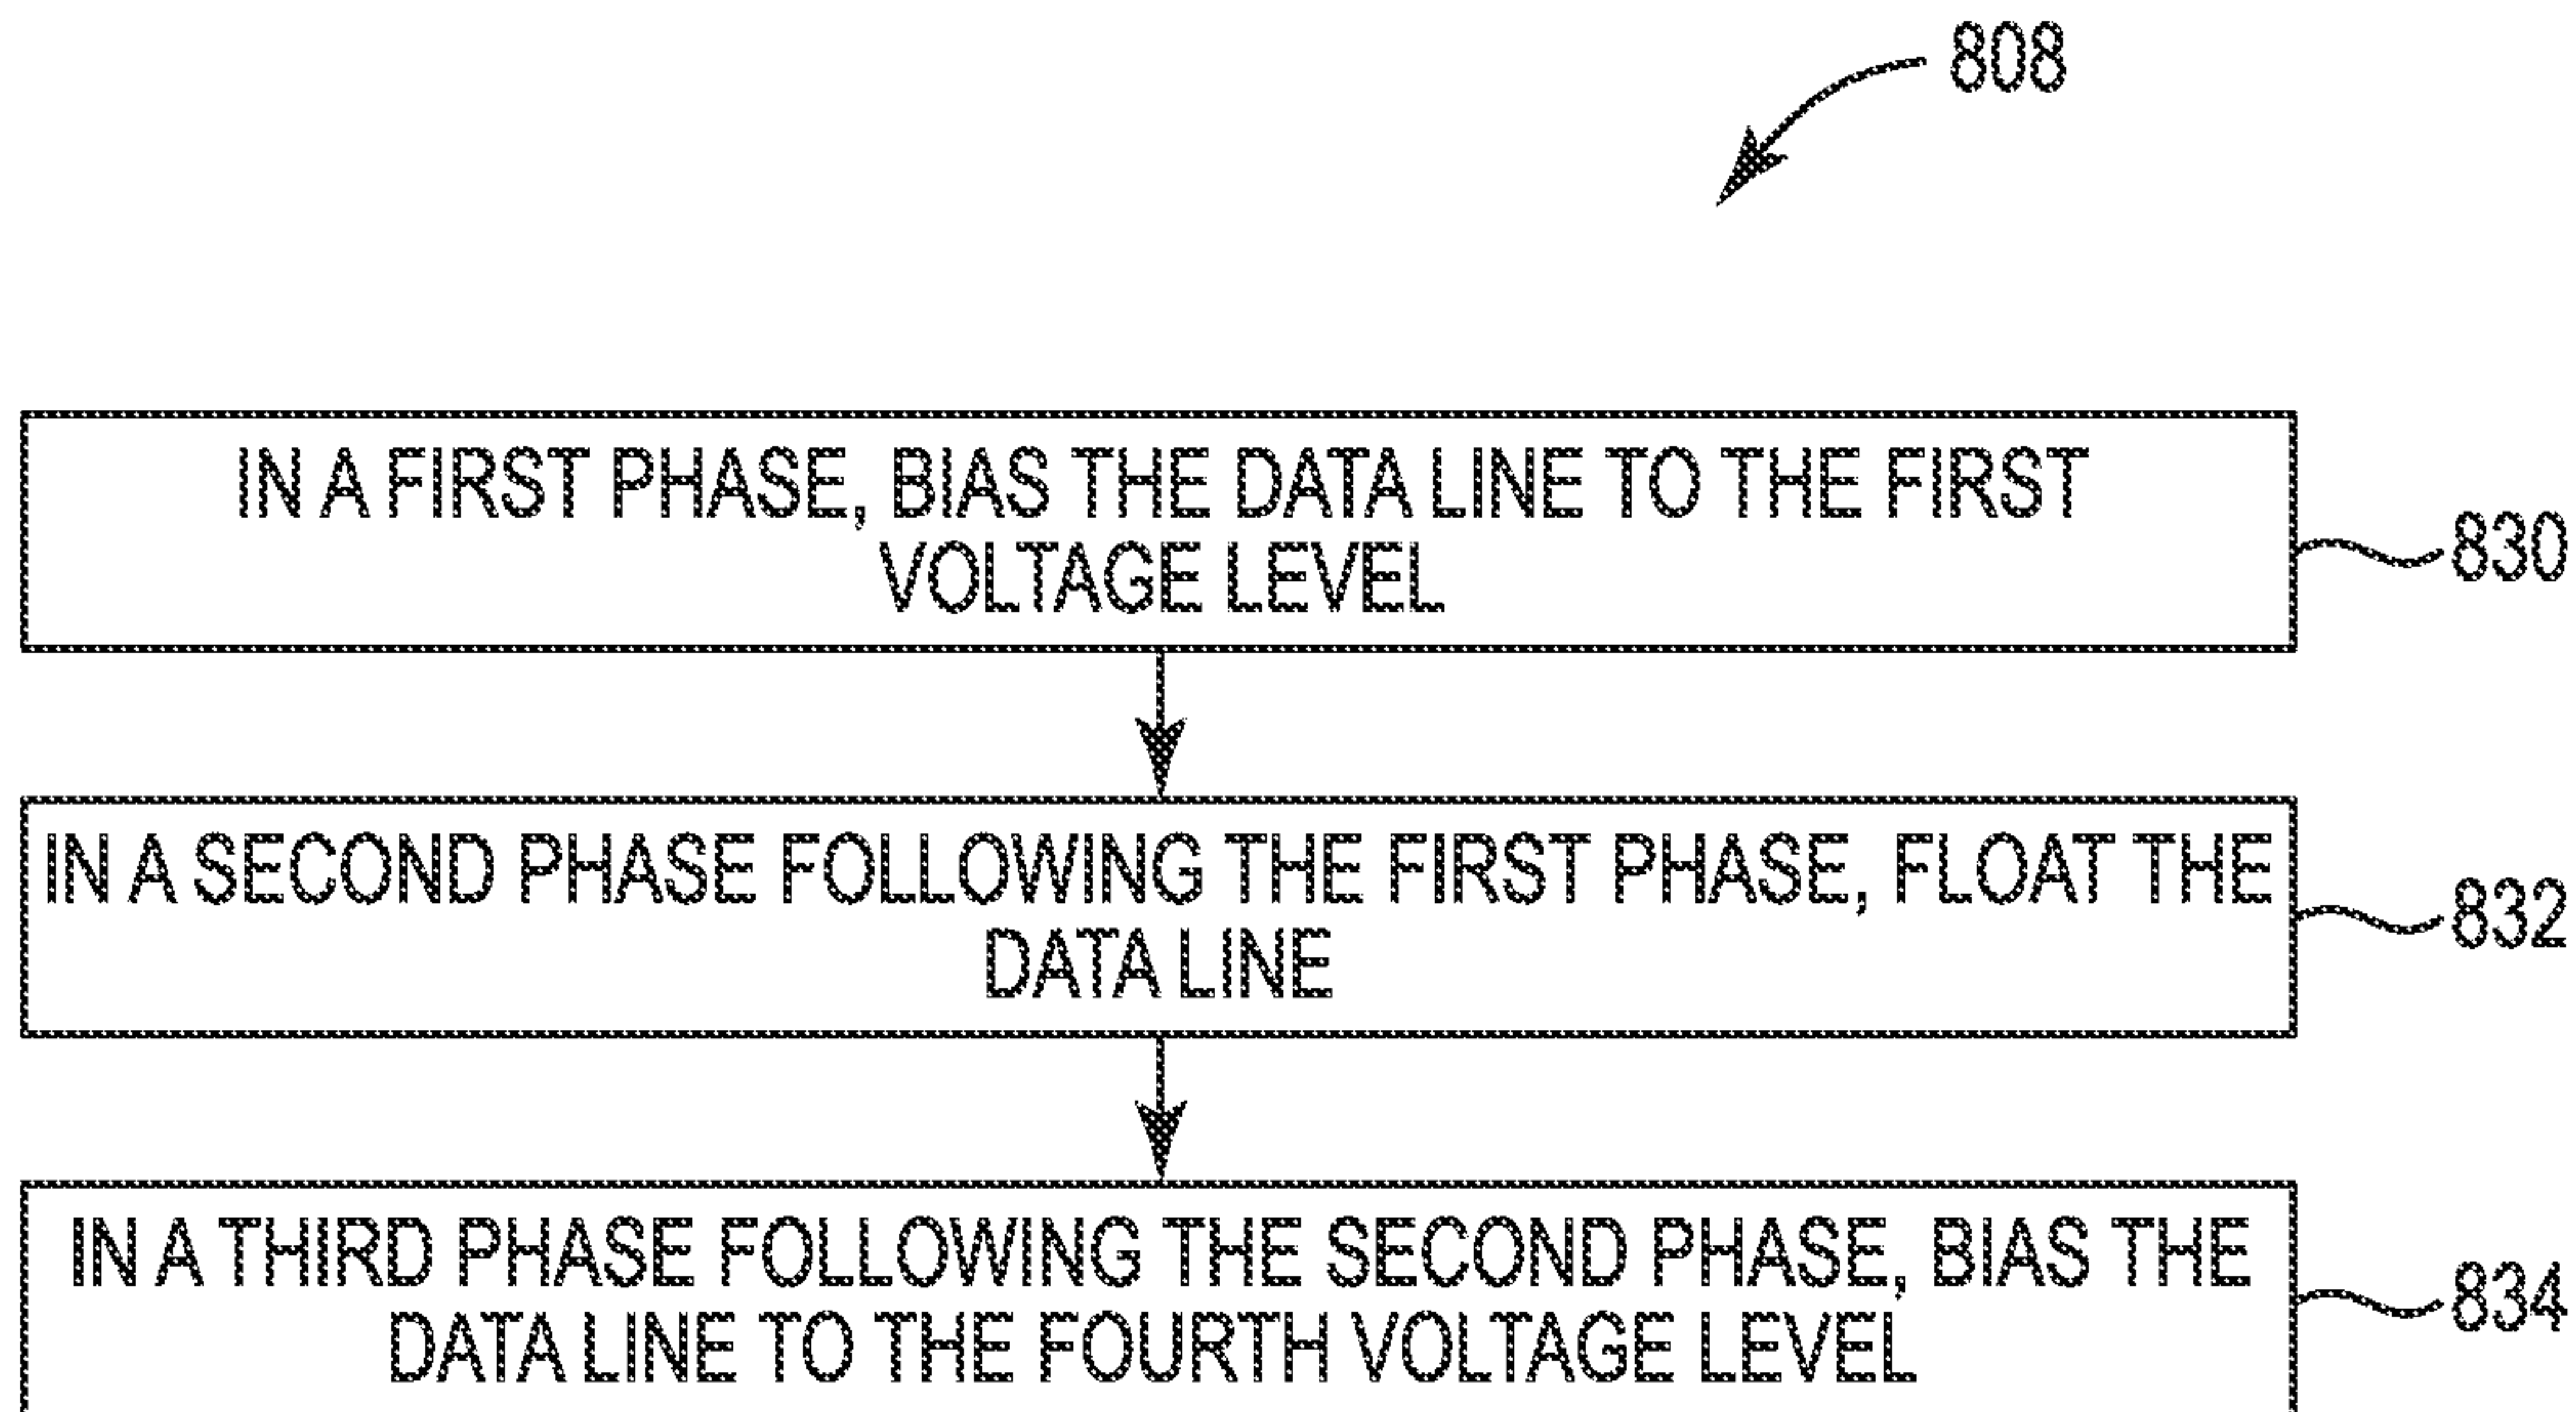 808
IN A FIRST PHASE, BIAS THE DATA LINE TO THE FIRST
VOLTAGE LEVEL
830
IN A SECOND PHASE FOLLOWING THE FIRST PHASE, FLOAT THE
DATA LINE
832
IN A THIRD PHASE FOLLOWING THE SECOND PHASE, BIAS THE
DATA LINE TO THE FOURTH VOLTAGE LEVEL
834